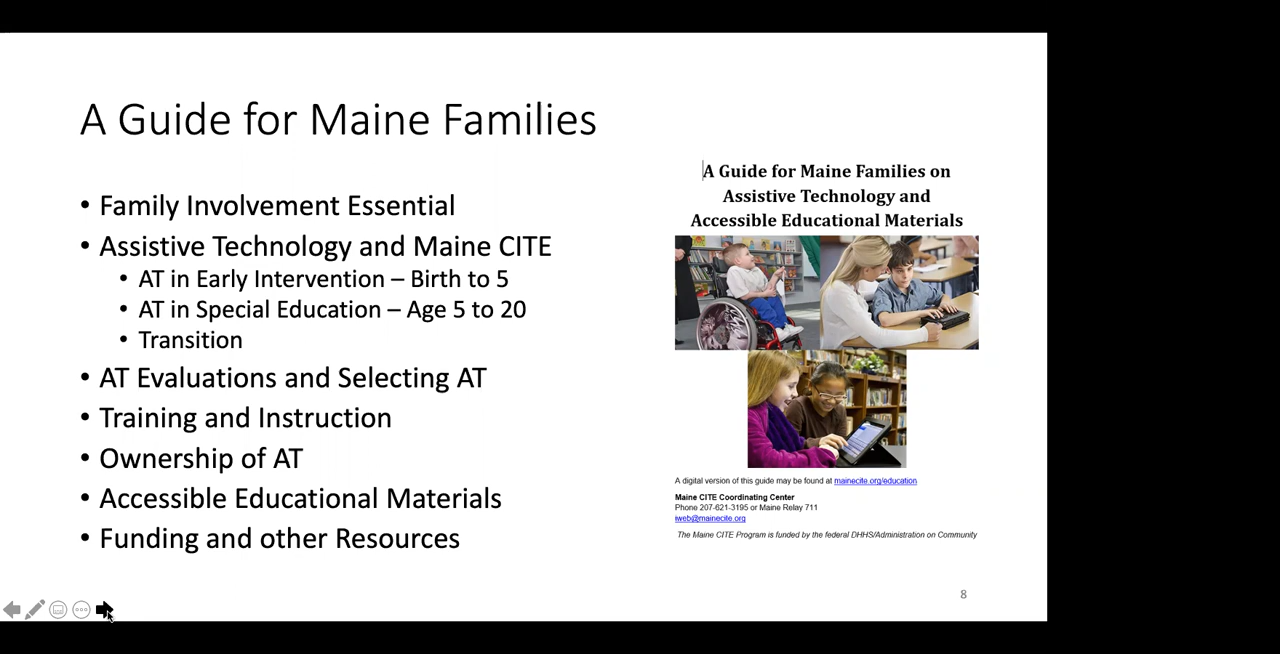 A Guide for Maine Families
• Family Involvement Essential
• Assistive Technology and Maine CITE
• AT in Early Intervention – Birth to 5
• AT in Special Education – Age 5 to 20
• Transition
• AT Evaluations and Selecting AT
• Training and Instruction
• Ownership of AT
• Accessible Educational Materials
• Funding and other Resources
A Guide for Maine Families on
Assistive Technology and
Accessible Educational Materials
A digital version of this guide may be found at mainecite.org/education
Maine CITE Coordinating Center
Phone 207-621-3195 or Maine Relay 711
iweb@mainecite.org
The Maine CITE Program is funded by the federal DHHS/Administration on Community
8